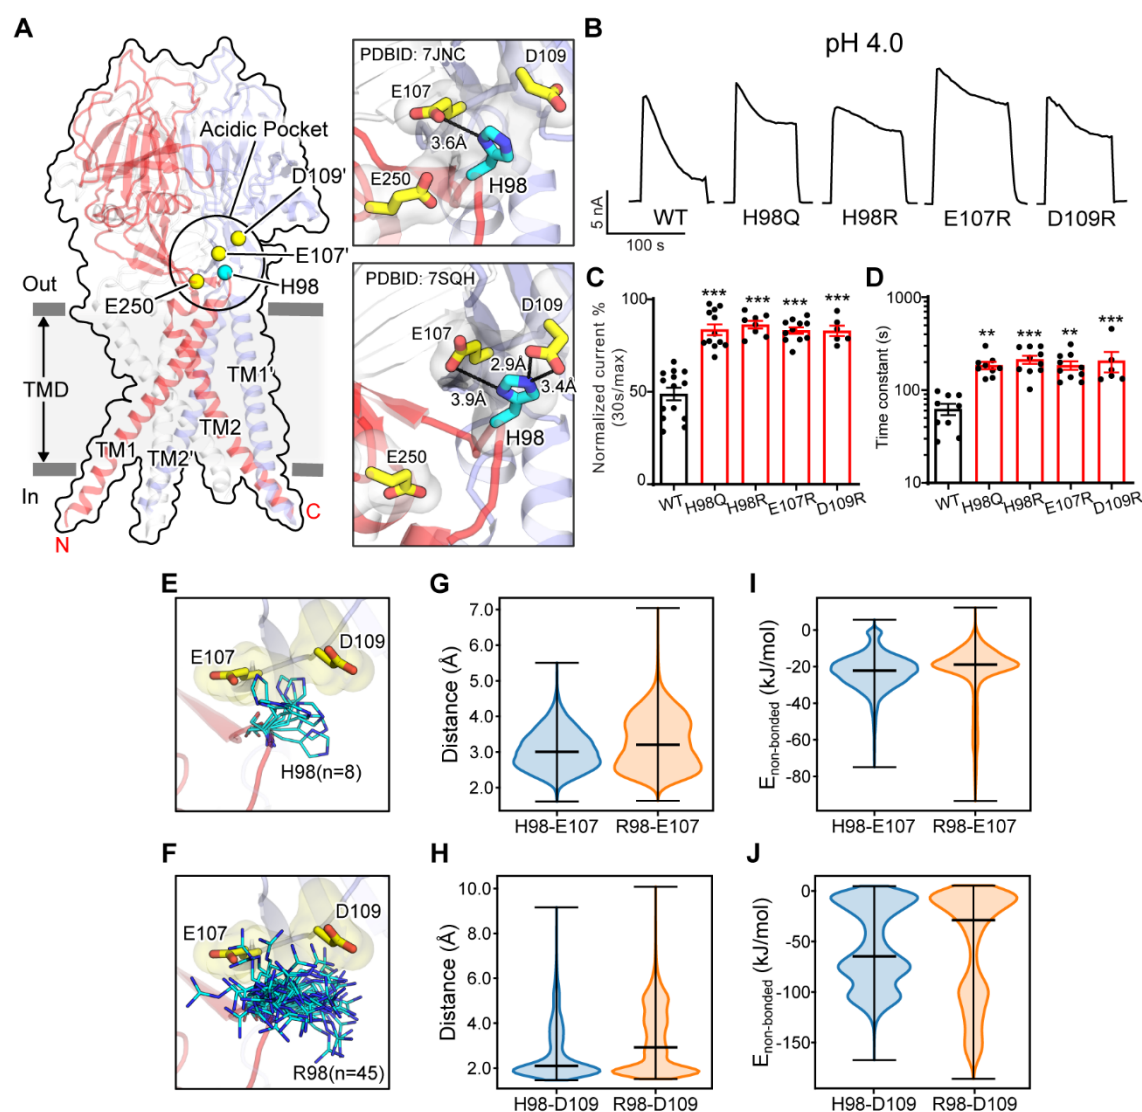 A
Acidic Pocket
D109'
E107'
H98
E250
Out
TMD
In
TM1'
TM2
TM1
TM2'
N
C
PDBID: 7JNC
D109
E107
3.6Å
H98
E250
PDBID: 7SQH
D109
E107
2.9Å
3.4Å
3.9Å
H98
E250
B
pH 4.0
5 nA
100 s
WT
H98Q
H98R
E107R
D109R
C
Normalized current %
(30s/max)
100
50
0
***
***
***
***
WT
H98Q
H98R
E107R
D109R
D
Time constant (s)
1000
100
10
**
***
**
***
WT
H98Q
H98R
E107R
D109R
E
E107
D109
H98(n=8)
G
Distance (Å)
7.0
6.0
5.0
4.0
3.0
2.0
H98-E107
R98-E107
I
Enon-bonded (kJ/mol)
0
-20
-40
-60
-80
H98-E107
R98-E107
F
E107
D109
R98(n=45)
H
Distance (Å)
10.0
8.0
6.0
4.0
2.0
H98-D109
R98-D109
J
Enon-bonded (kJ/mol)
0
-50
-100
-150
H98-D109
R98-D109